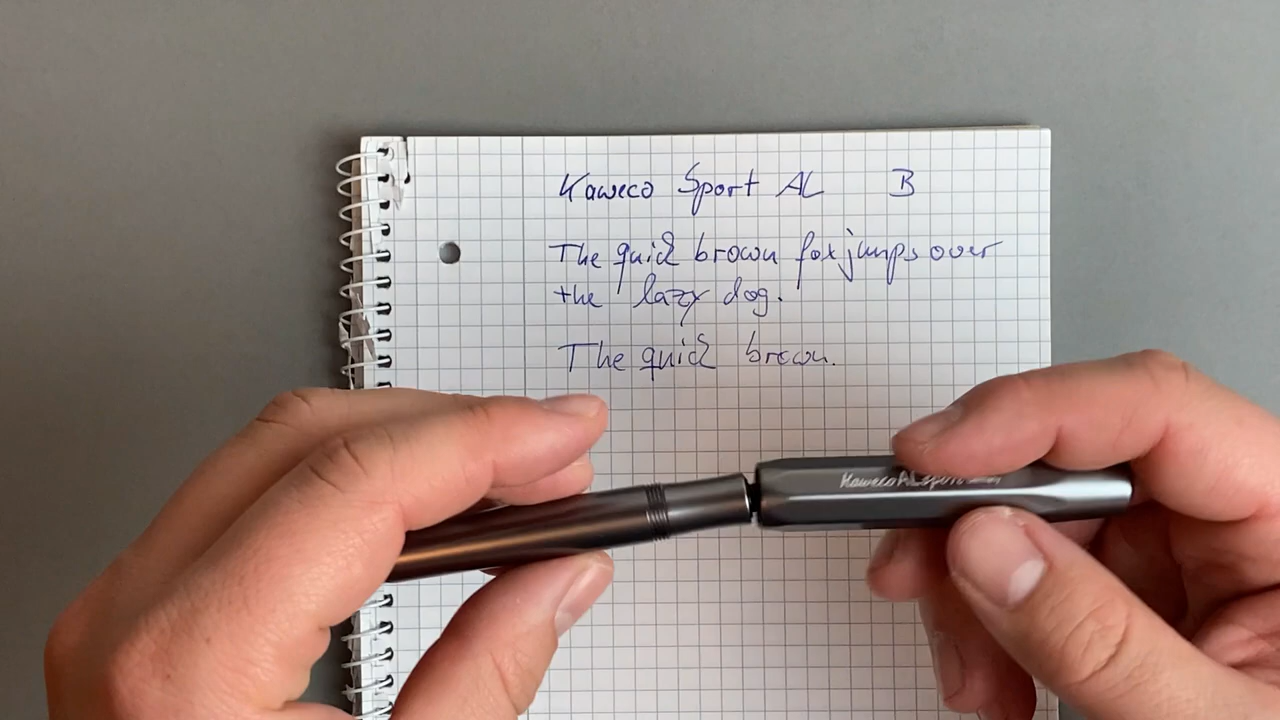 Kaweco Sport AL B
The quick brown fox jumps over
the lazy dog.
The quick brown.
Kaweco AL Sport